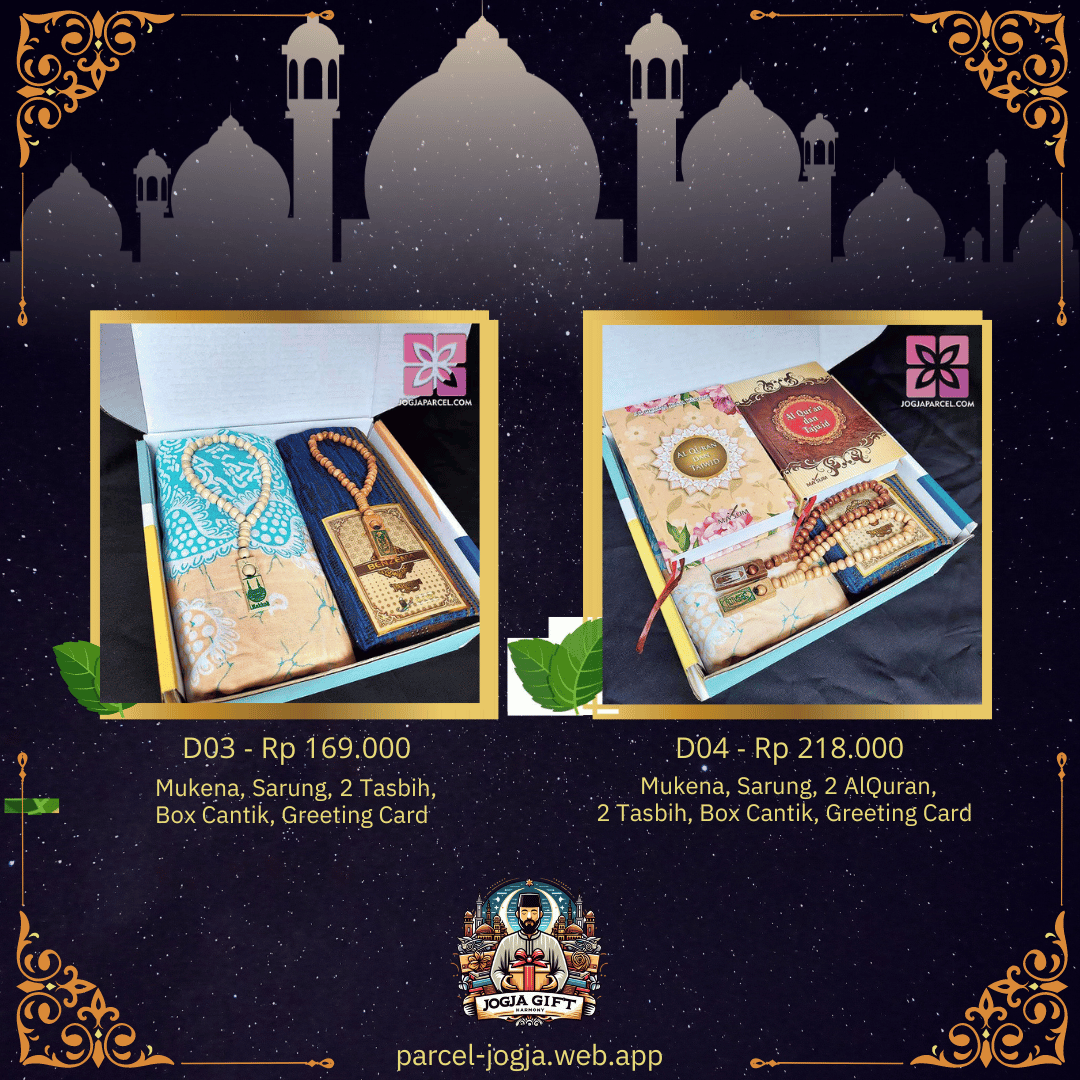 JOGJAPARCEL.COM
JOGJAPARCEL.COM
AL QURAN
dan
TAJWID
Al Qur'an
dan
Tajwid
D03 - Rp 169.000
Mukena, Sarung, 2 Tasbih,
Box Cantik, Greeting Card
D04 - Rp 218.000
Mukena, Sarung, 2 AlQuran,
2 Tasbih, Box Cantik, Greeting Card
JOGJA GIFT
HARMONY
parcel-jogja.web.app